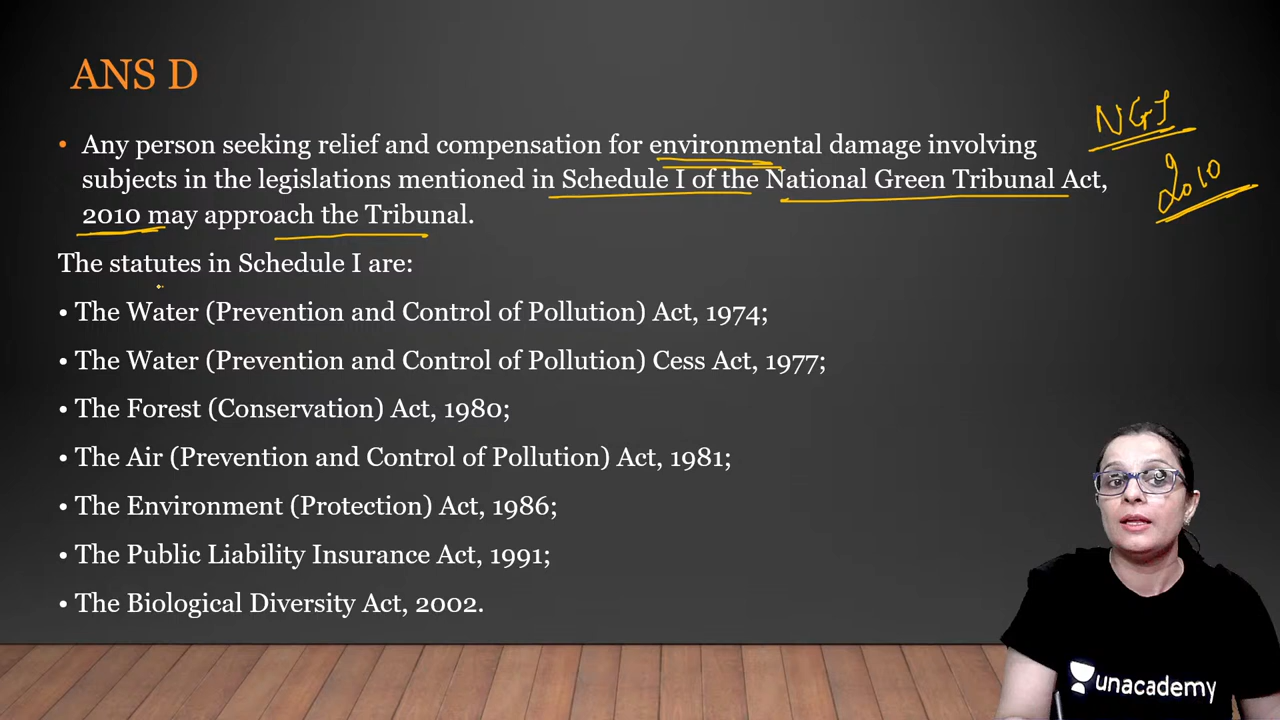 ANS D
• Any person seeking relief and compensation for environmental damage involving
subjects in the legislations mentioned in Schedule I of the National Green Tribunal Act,
2010 may approach the Tribunal.
NGT
2010
The statutes in Schedule I are:
• The Water (Prevention and Control of Pollution) Act, 1974;
• The Water (Prevention and Control of Pollution) Cess Act, 1977;
• The Forest (Conservation) Act, 1980;
• The Air (Prevention and Control of Pollution) Act, 1981;
• The Environment (Protection) Act, 1986;
• The Public Liability Insurance Act, 1991;
• The Biological Diversity Act, 2002.
unacademy